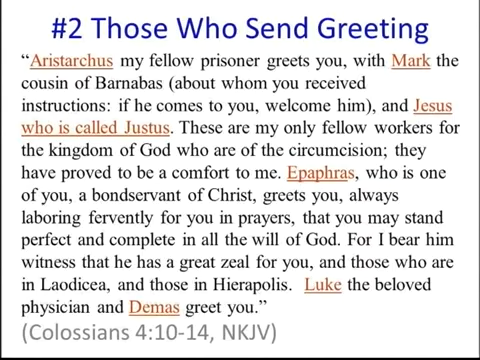 #2 Those Who Send Greeting
“Aristarchus my fellow prisoner greets you, with Mark the
cousin of Barnabas (about whom you received
instructions: if he comes to you, welcome him), and Jesus
who is called Justus. These are my only fellow workers for
the kingdom of God who are of the circumcision; they
have proved to be a comfort to me. Epaphras, who is one
of you, a bondservant of Christ, greets you, always
laboring fervently for you in prayers, that you may stand
perfect and complete in all the will of God. For I bear him
witness that he has a great zeal for you, and those who are
in Laodicea, and those in Hierapolis. Luke the beloved
physician and Demas greet you.”
(Colossians 4:10-14, NKJV)